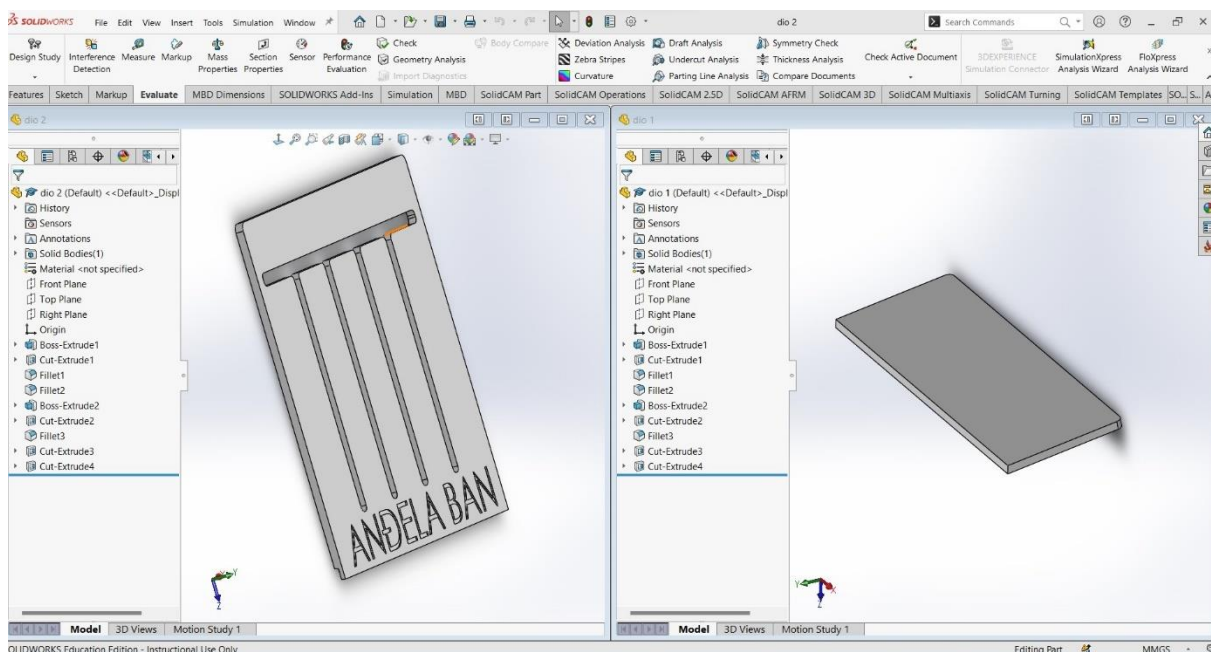 SOLIDWORKS File Edit View Insert Tools Simulation Window dio 2 Search Commands
Design Study Interference Detection Measure Markup Mass Properties Section Properties Sensor Performance Evaluation Check Geometry Analysis Import Diagnostics Body Compare Deviation Analysis Zebra Stripes Curvature Draft Analysis Undercut Analysis Parting Line Analysis Symmetry Check Thickness Analysis Compare Documents Check Active Document 3DEXPERIENCE Simulation Connector SimulationXpress Analysis Wizard FloXpress Analysis Wizard
Features Sketch Markup Evaluate MBD Dimensions SOLIDWORKS Add-Ins Simulation MBD SolidCAM Part SolidCAM Operations SolidCAM 2.5D SolidCAM AFRM SolidCAM 3D SolidCAM Multiaxis SolidCAM Turning SolidCAM Templates SO... S... A
dio 2
dio 2 (Default) <<Default>_Displ
History
Sensors
Annotations
Solid Bodies(1)
Material <not specified>
Front Plane
Top Plane
Right Plane
Origin
Boss-Extrude1
Cut-Extrude1
Fillet1
Fillet2
Boss-Extrude2
Cut-Extrude2
Fillet3
Cut-Extrude3
Cut-Extrude4
ANĐELA BAN
Y
Z
Model 3D Views Motion Study 1
dio 1
dio 1 (Default) <<Default>_Displ
History
Sensors
Annotations
Solid Bodies(1)
Material <not specified>
Front Plane
Top Plane
Right Plane
Origin
Boss-Extrude1
Cut-Extrude1
Fillet1
Fillet2
Boss-Extrude2
Cut-Extrude2
Fillet3
Cut-Extrude3
Cut-Extrude4
Y X
Z
Model 3D Views Motion Study 1
SOLIDWORKS Education Edition - Instructional Use Only Editing Part MMGS